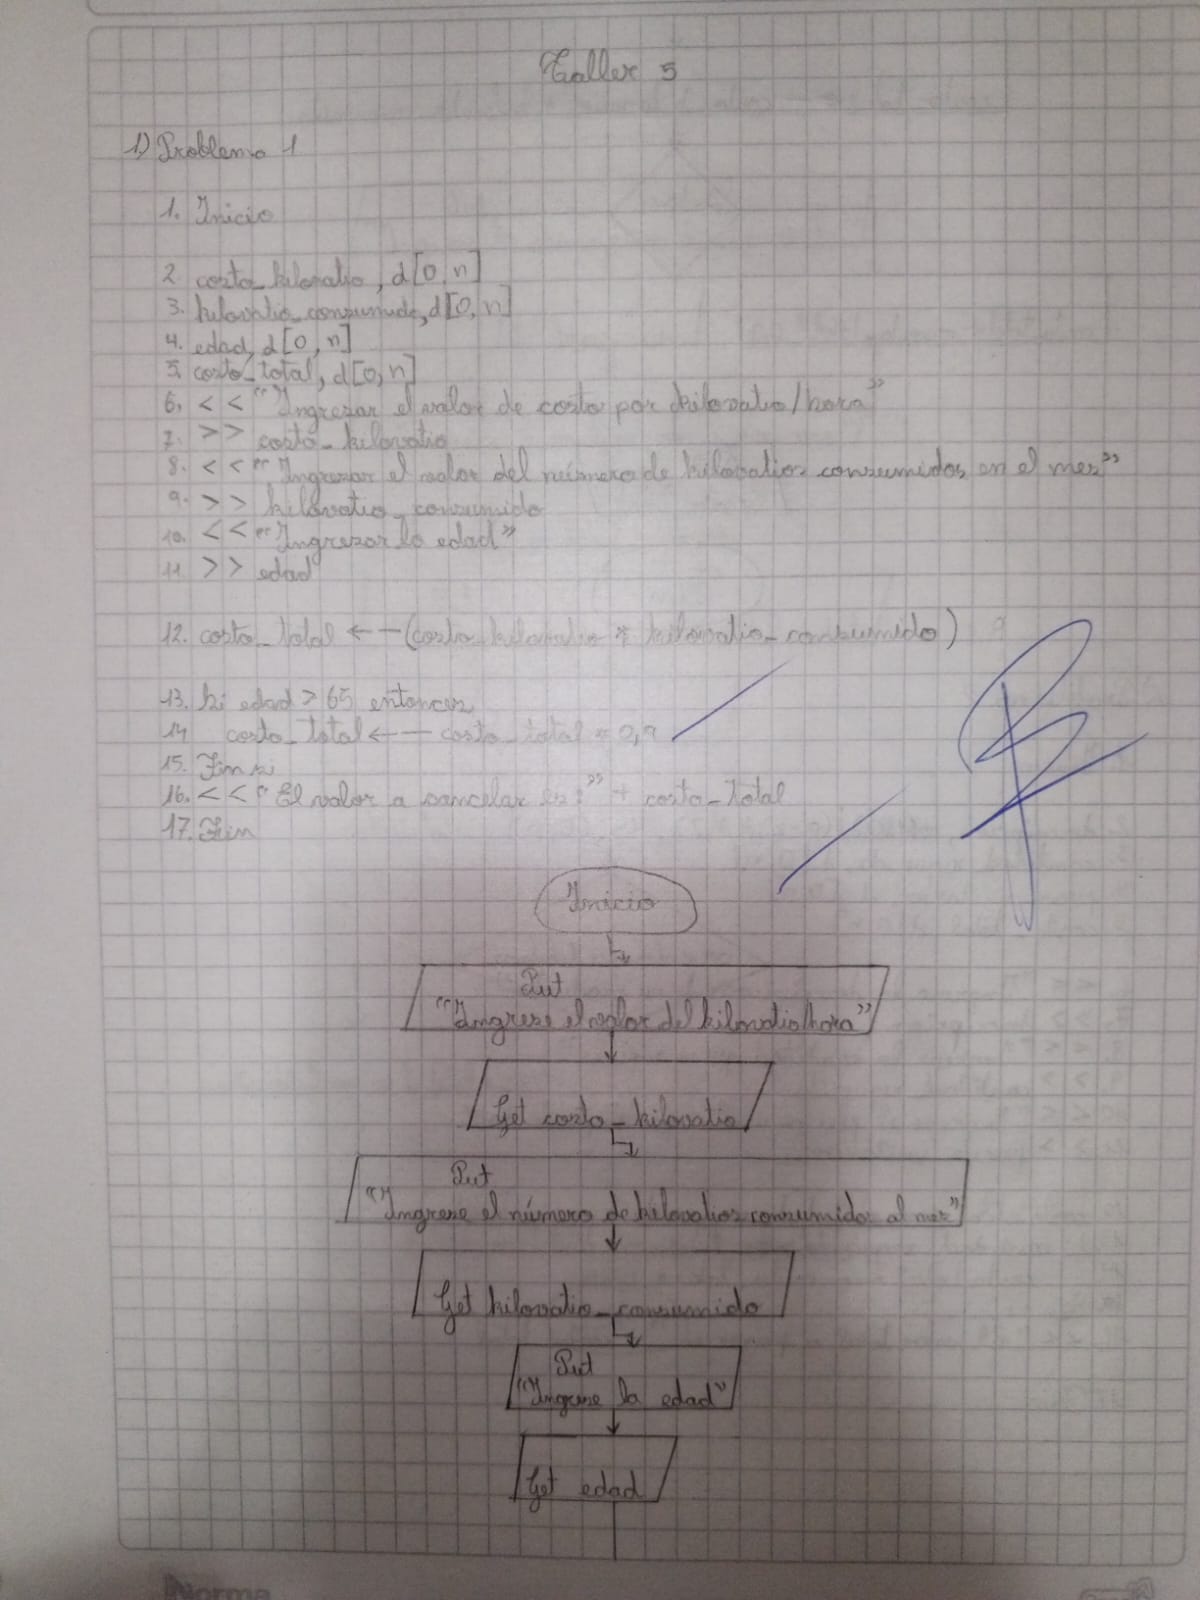 Taller 5
1) Problema 1
1. Inicio
2. costo_kilovatio, d[0, n]
3. kilovatio_consumido, d[0, n]
4. edad, d[0, n]
5. costo_total, d[0, n]
6. << "Ingresar el valor de costo por kilovatio/hora"
7. >> costo_kilovatio
8. << "Ingresar el valor del número de kilovatios consumidos en el mes"
9. >> kilovatio_consumido
10. << "Ingresar la edad"
11. >> edad
12. costo_total ←— (costo_kilovatio * kilovatio_consumido)
13. Si edad > 65 entonces
14. costo_total ←— costo_total * 0,9
15. Fin si
16. << "El valor a cancelar es:" + costo_total
17. Fin
Inicio
Put
"Ingrese el valor del kilovatio/hora"
Get costo_kilovatio
Put
"Ingrese el número de kilovatios consumidos al mes"
Get kilovatio_consumido
Put
"Ingrese la edad"
Get edad
Norma